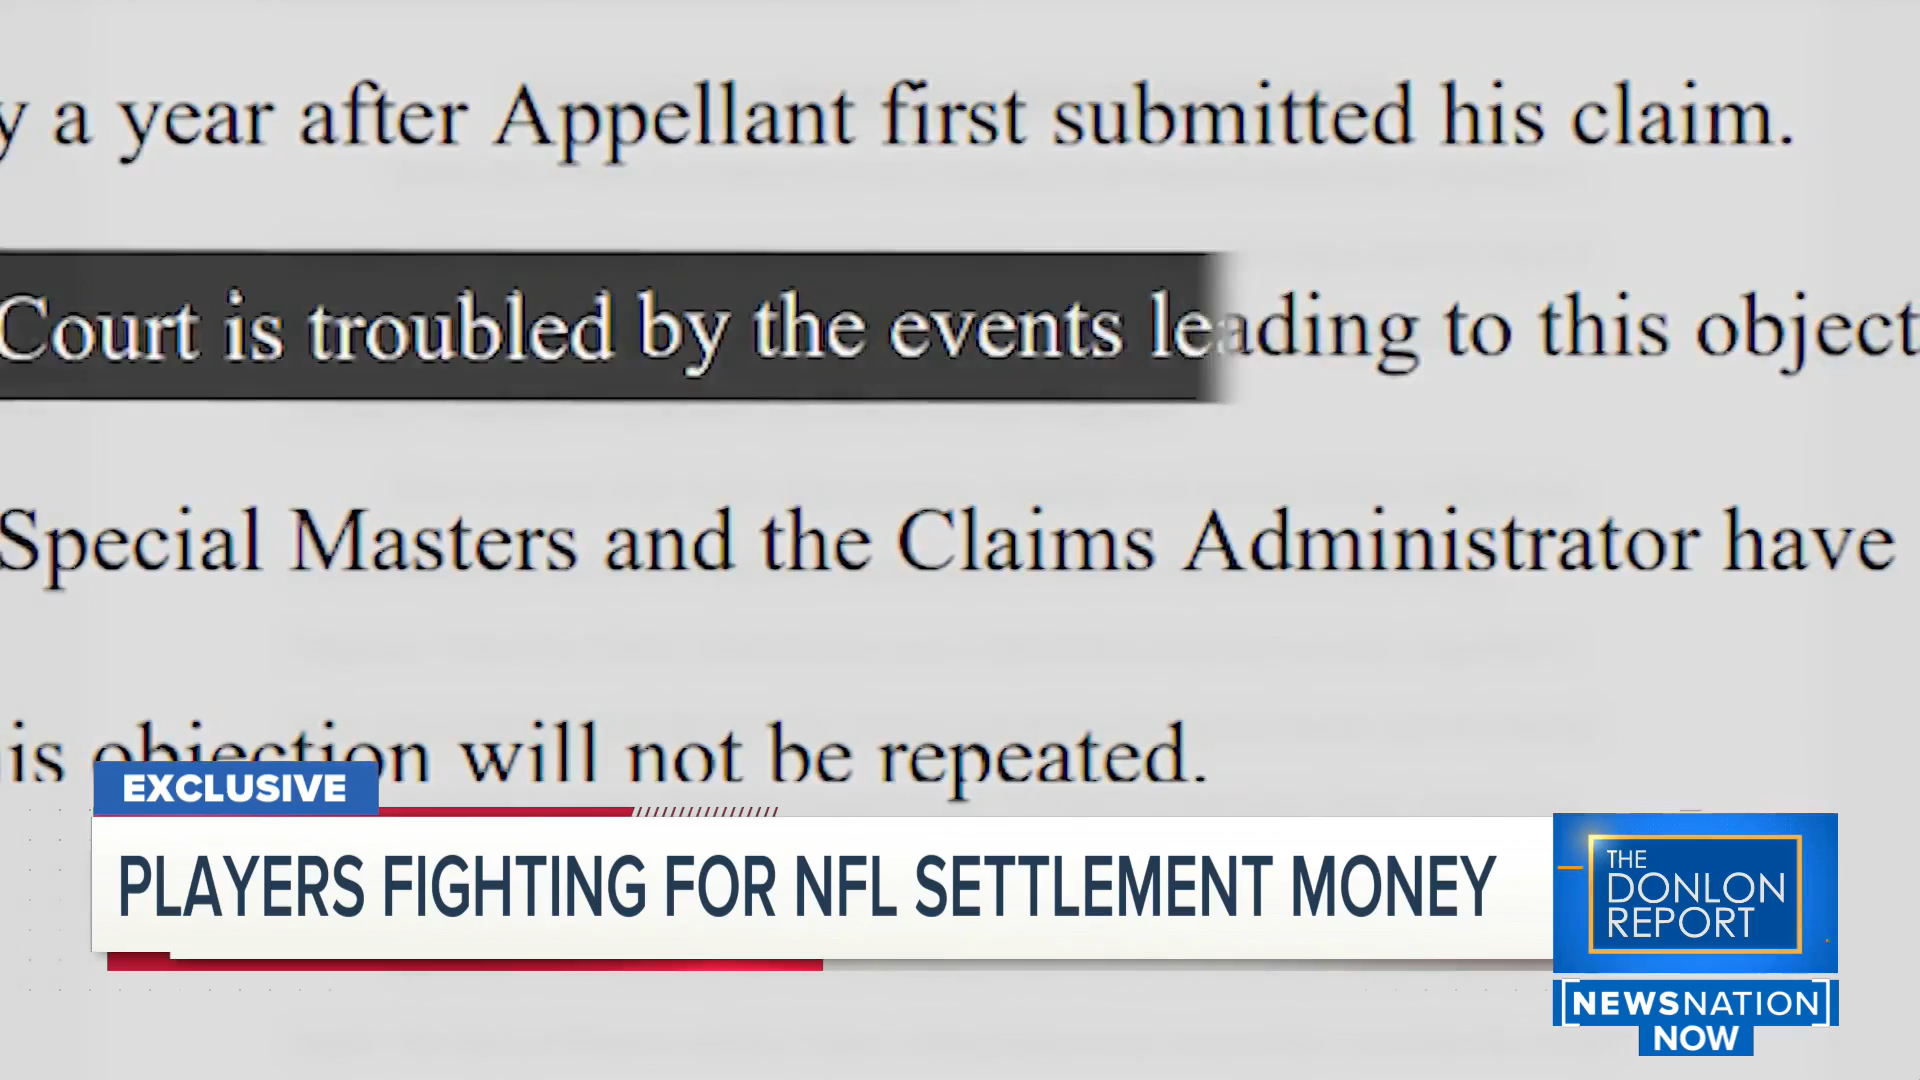 y a year after Appellant first submitted his claim.
Court is troubled by the events leading to this object
Special Masters and the Claims Administrator have
is objection will not be repeated.
EXCLUSIVE
PLAYERS FIGHTING FOR NFL SETTLEMENT MONEY
THE
DONLON
REPORT
NEWSNATION
NOW